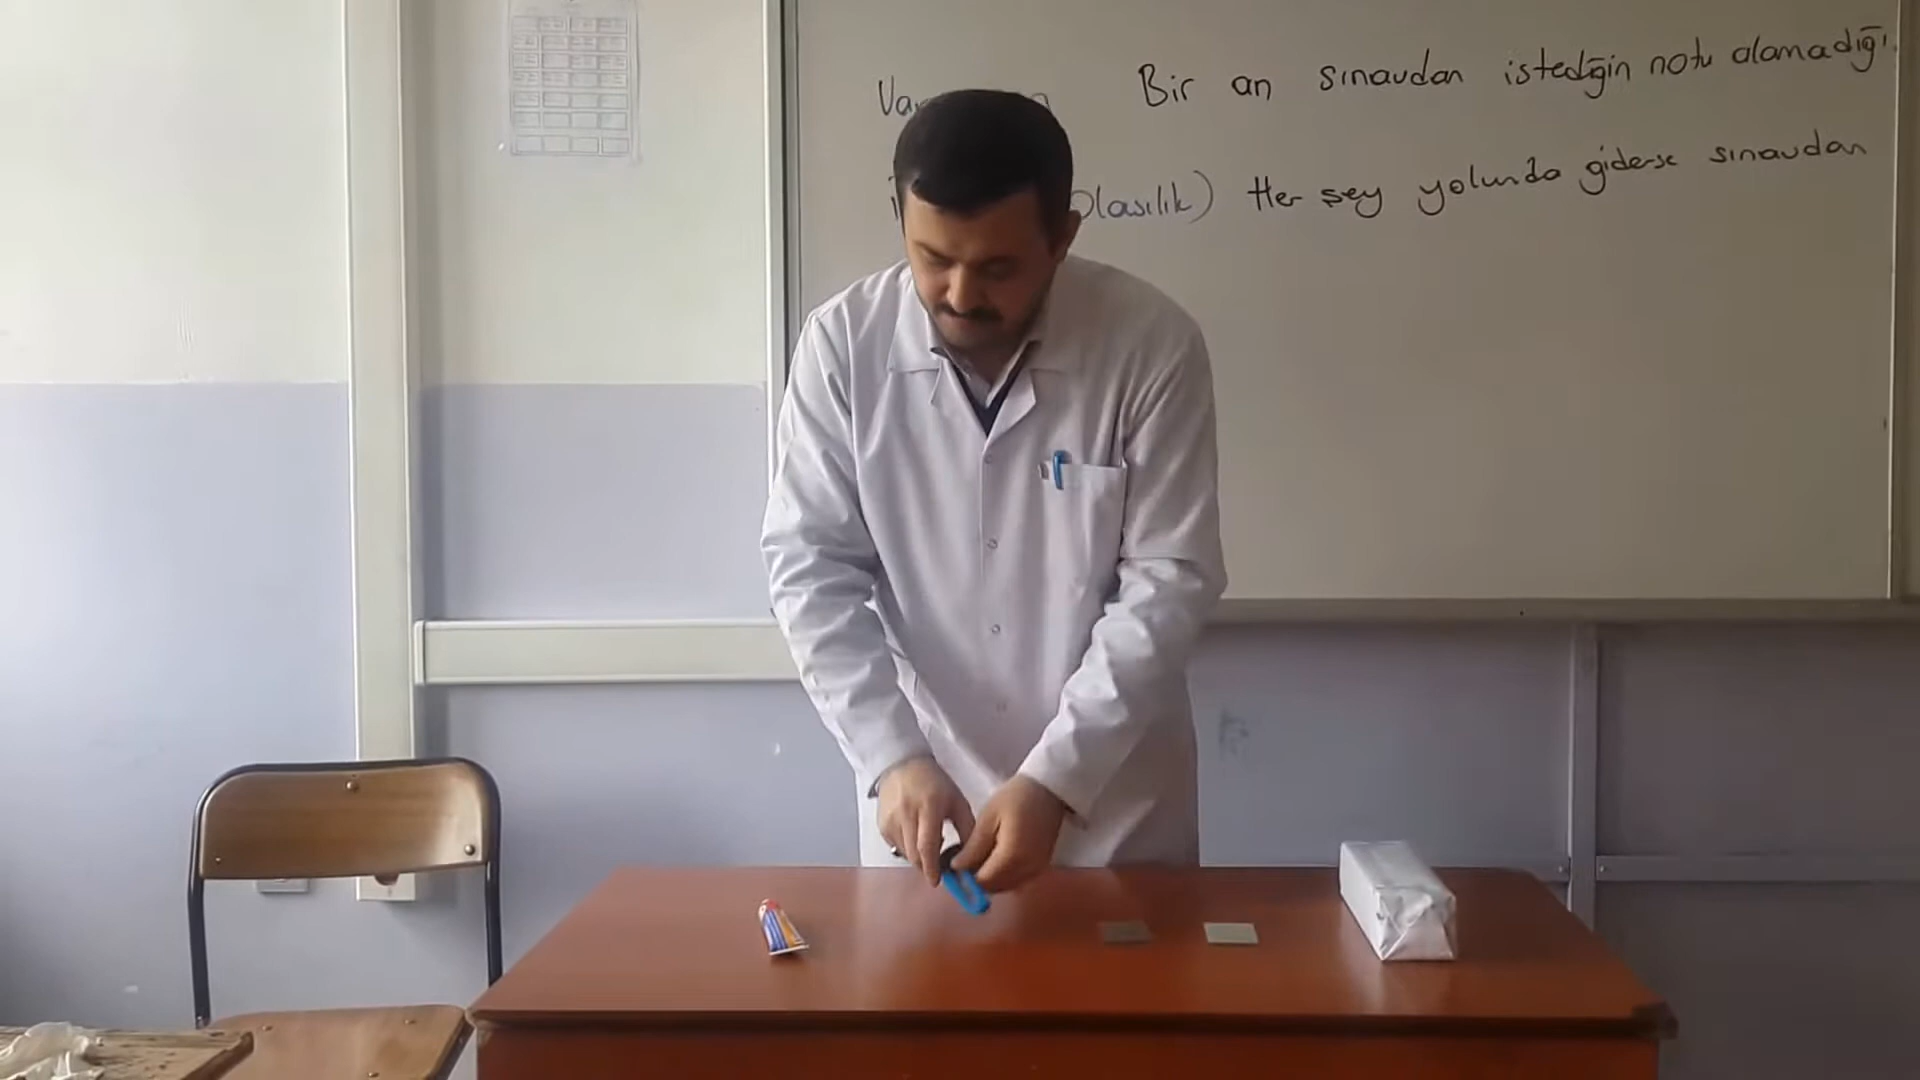 Bir an sınavdan istediğin notu alamadığı
Olasılık) Her şey yolunda giderse sınavdan